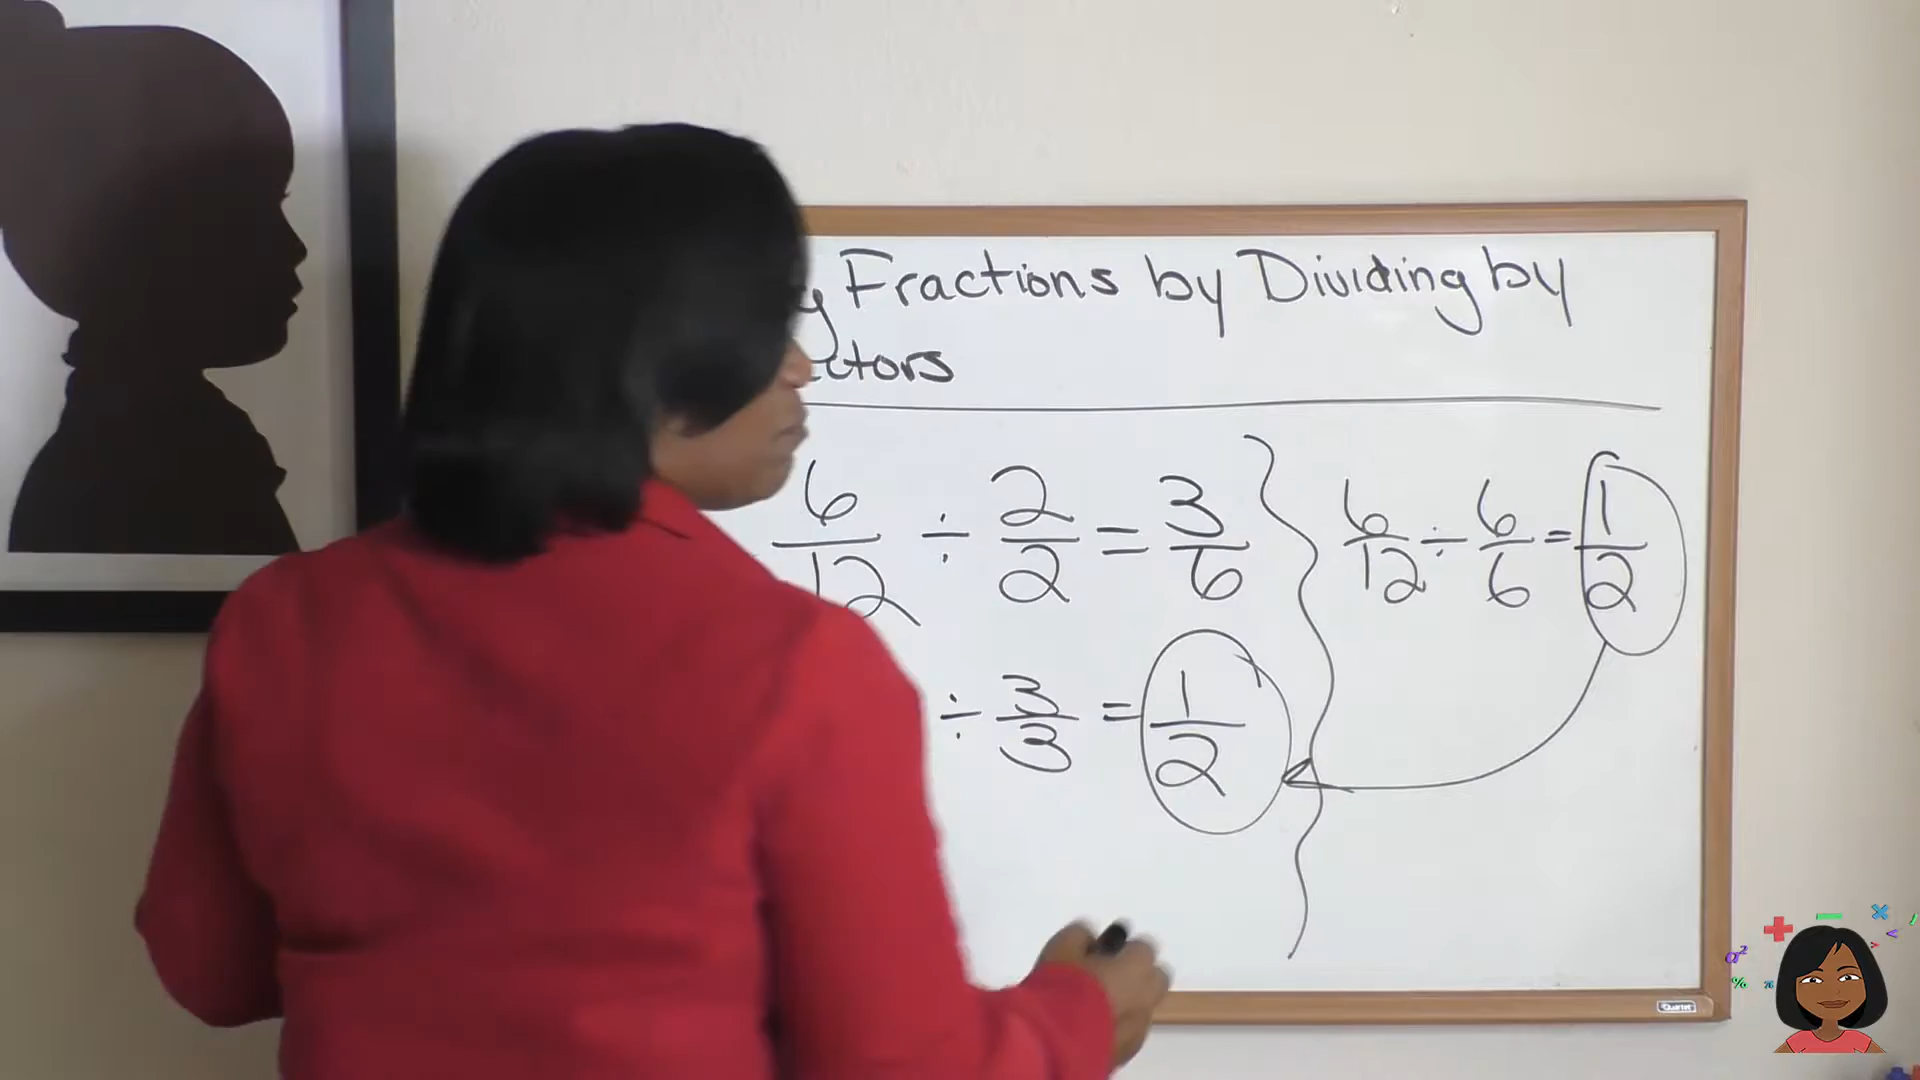 Fractions by Dividing by
6/12 ÷ 2/2 = 3/6
÷ 3/3 = 1/2
6/12 ÷ 6/6 = 1/2
Quartet